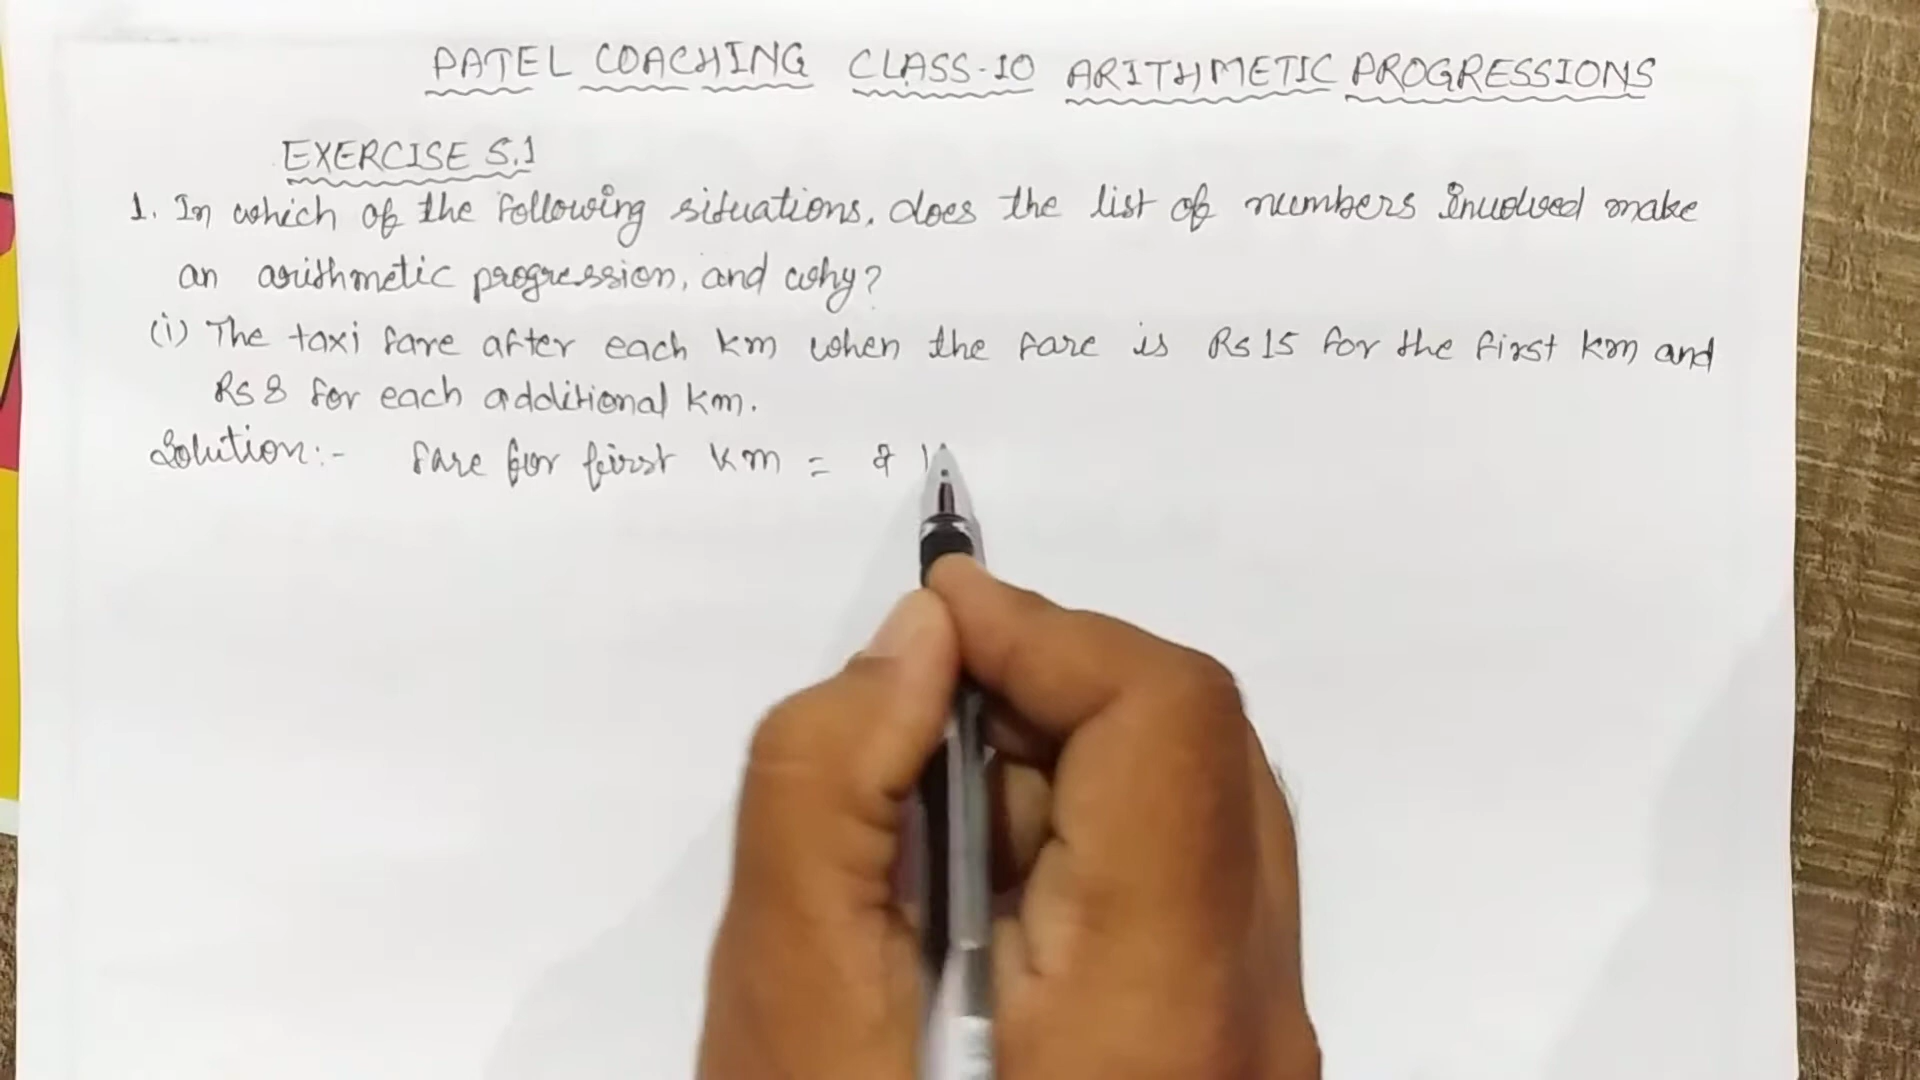 PATEL COACHING CLASS-10 ARITHMETIC PROGRESSIONS
EXERCISE 5.1
1. In which of the following situations, does the list of numbers involved make
an arithmetic progression, and why?
(i) The taxi fare after each km when the fare is Rs 15 for the first km and
Rs 8 for each additional km.
Solution:- fare for first km = ₹ 1